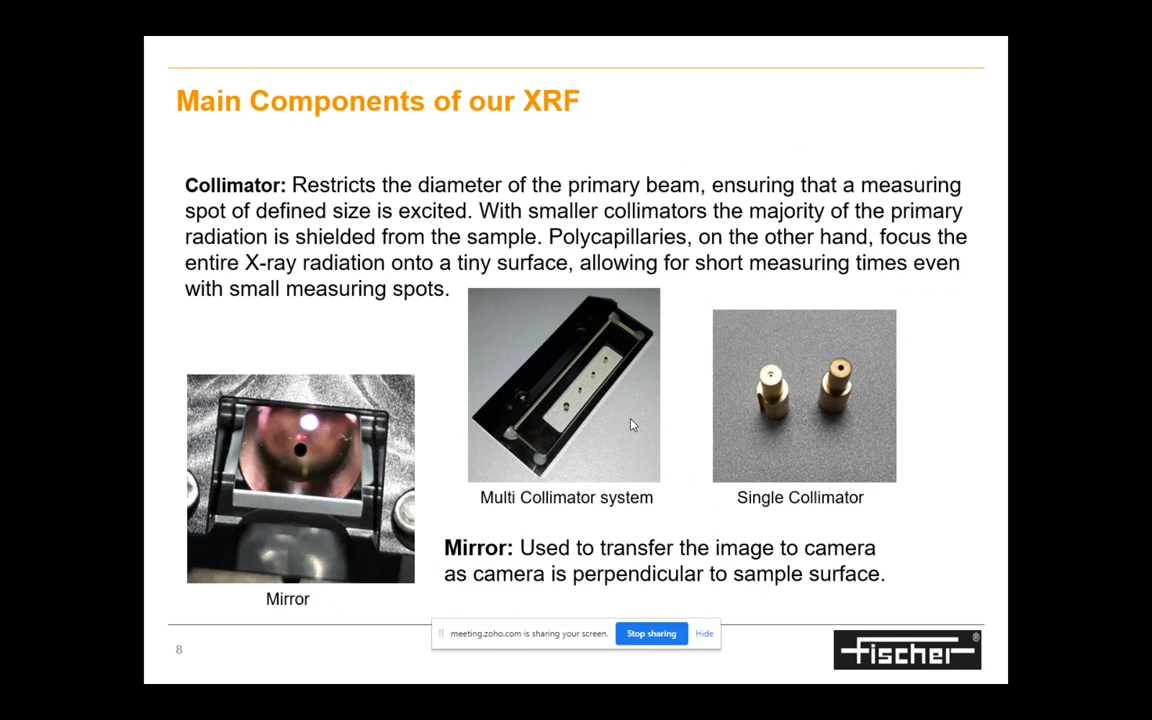 Main Components of our XRF
Collimator: Restricts the diameter of the primary beam, ensuring that a measuring
spot of defined size is excited. With smaller collimators the majority of the primary
radiation is shielded from the sample. Polycapillaries, on the other hand, focus the
entire X-ray radiation onto a tiny surface, allowing for short measuring times even
with small measuring spots.
Multi Collimator system
Single Collimator
Mirror: Used to transfer the image to camera
as camera is perpendicular to sample surface.
Mirror
meeting.zoho.com is sharing your screen.
Stop sharing
Hide
8
fischer®